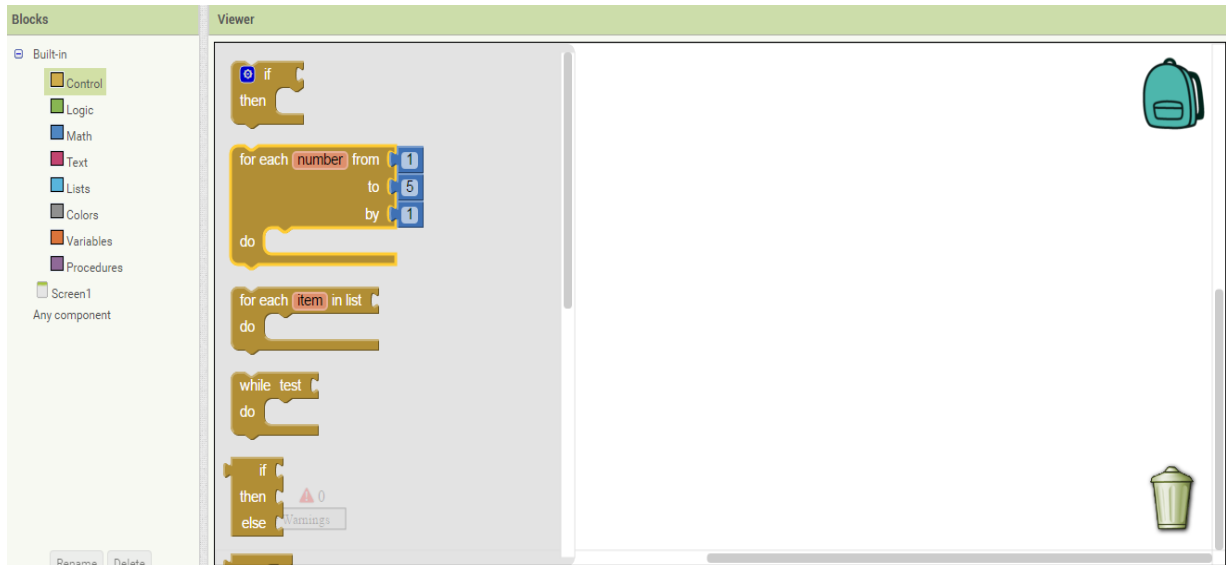 Blocks
Viewer
Built-in
Control
Logic
Math
Text
Lists
Colors
Variables
Procedures
Screen1
Any component
Rename Delete
if
then
for each number from 1
to 5
by 1
do
for each item in list
do
while test
do
if
then
else
0
Warnings